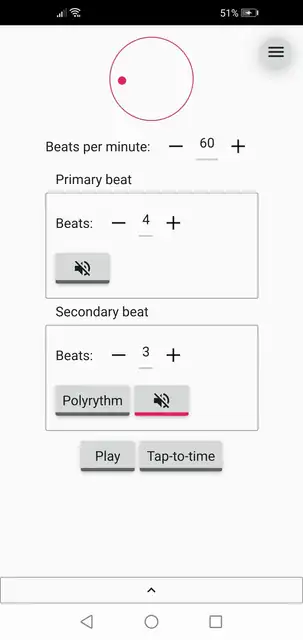 51%
Beats per minute: 60
Primary beat
Beats: 4
Secondary beat
Beats: 3
Polyrythm
Play Tap-to-time